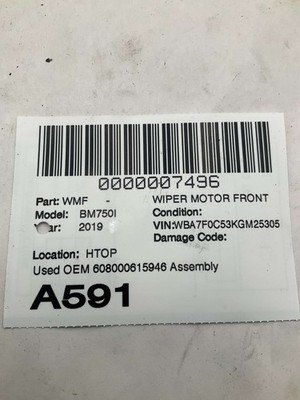 0000007496
Part: WMF - WIPER MOTOR FRONT
Model: BM750I Condition:
ar: 2019 VIN:WBA7F0C53KGM25305
Damage Code:
Location: HTOP
Used OEM 608000615946 Assembly
A591